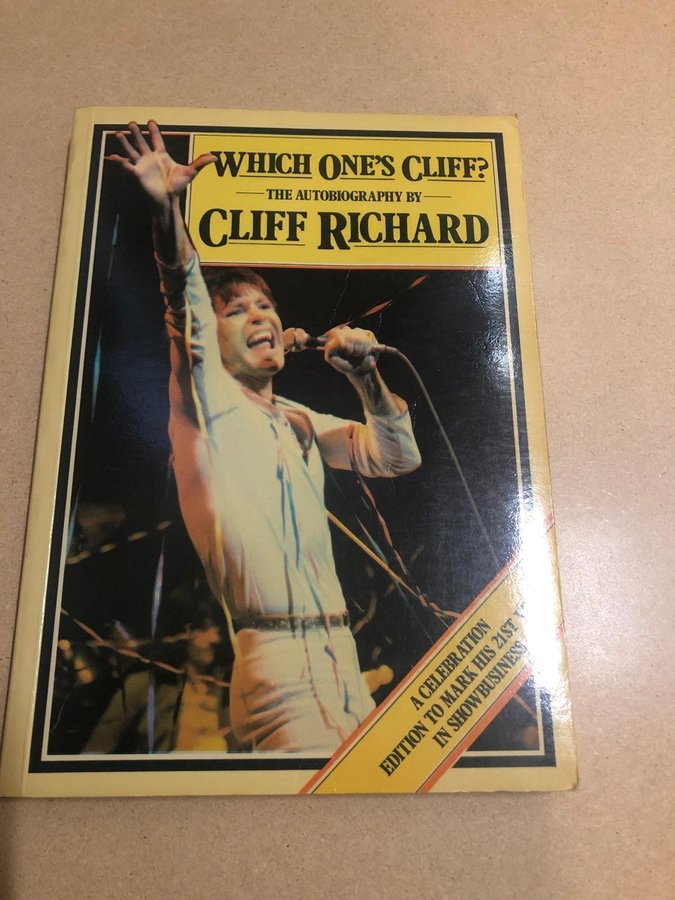 WHICH ONE'S CLIFF?
THE AUTOBIOGRAPHY BY
CLIFF RICHARD
A CELEBRATION
EDITION TO MARK HIS 21ST
IN SHOWBUSINESS